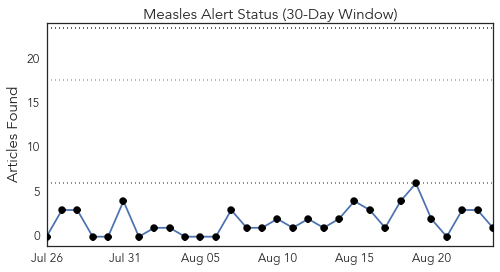 Measles Alert Status (30-Day Window)
Articles Found
20
15
10
5
0
Jul 26 Jul 31 Aug 05 Aug 10 Aug 15 Aug 20